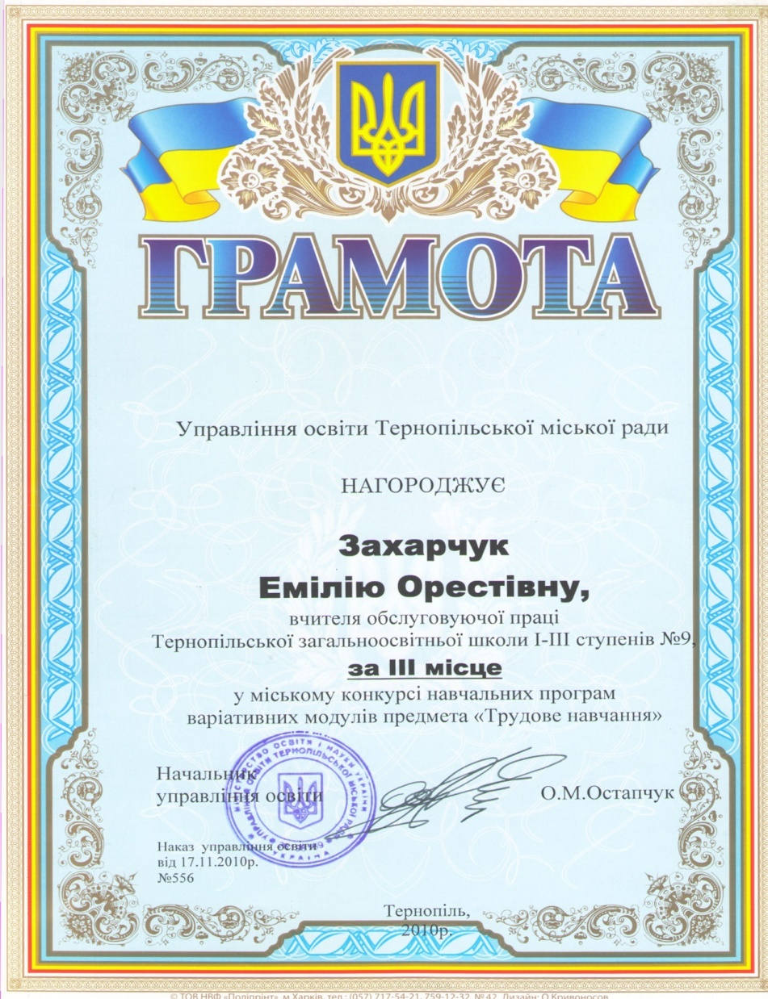 ГРАМОТА
Управління освіти Тернопільської міської ради
НАГОРОДЖУЄ
Захарчук
Емілію Орестівну,
вчителя обслуговуючої праці
Тернопільської загальноосвітньої школи І-ІІІ ступенів №9,
за ІІІ місце
у міському конкурсі навчальних програм
варіативних модулів предмета «Трудове навчання»
МІНІСТЕРСТВО ОСВІТИ І НАУКИ УКРАЇНИ
УПРАВЛІННЯ ОСВІТИ ТЕРНОПІЛЬСЬКОЇ МІСЬКОЇ РАДИ
УКРАЇНА
Начальник
управління освіти
О.М.Остапчук
Наказ управління освіти
від 17.11.2010р.
№556
Тернопіль,
2010р.
© ТОВ НВФ «Поліпрінт», м.Харків, тел.: (057) 717-54-21, 759-12-32. № 42. Дизайн: О.Кривоносов